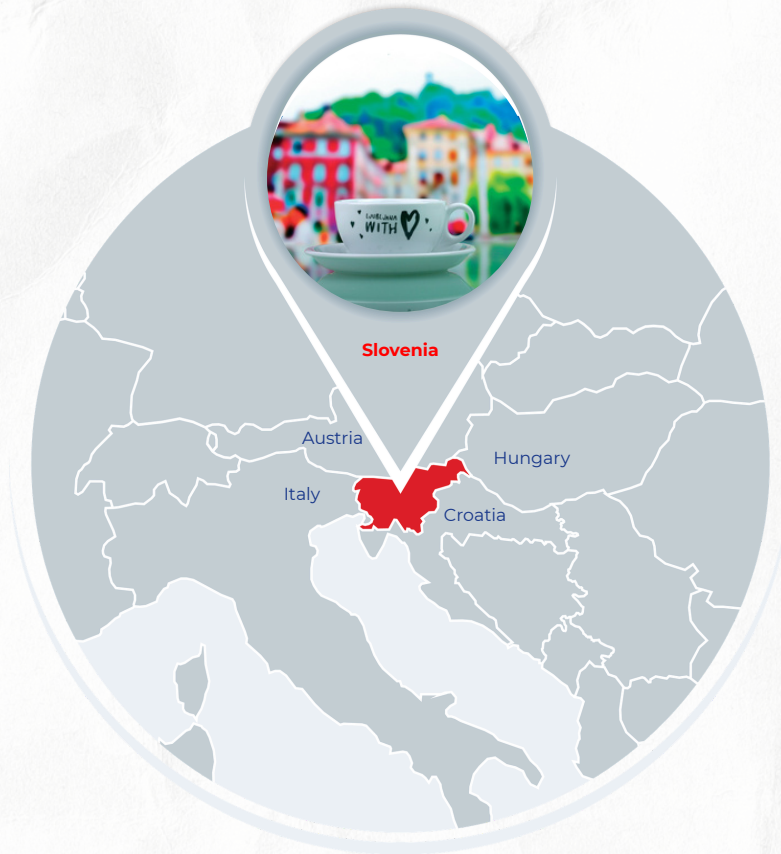 LJUBLJANA
WITH
Slovenia
Austria
Hungary
Italy
Croatia